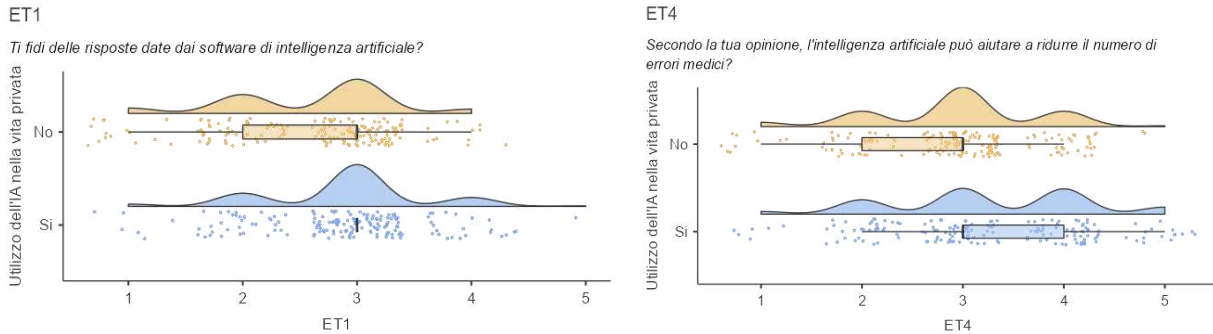 ET1
Ti fidi delle risposte date dai software di intelligenza artificiale?
Utilizzo dell'IA nella vita privata
No
Si
1 2 3 4 5
ET1
ET4
Secondo la tua opinione, l'intelligenza artificiale può aiutare a ridurre il numero di
errori medici?
Utilizzo dell'IA nella vita privata
No
Si
1 2 3 4 5
ET4